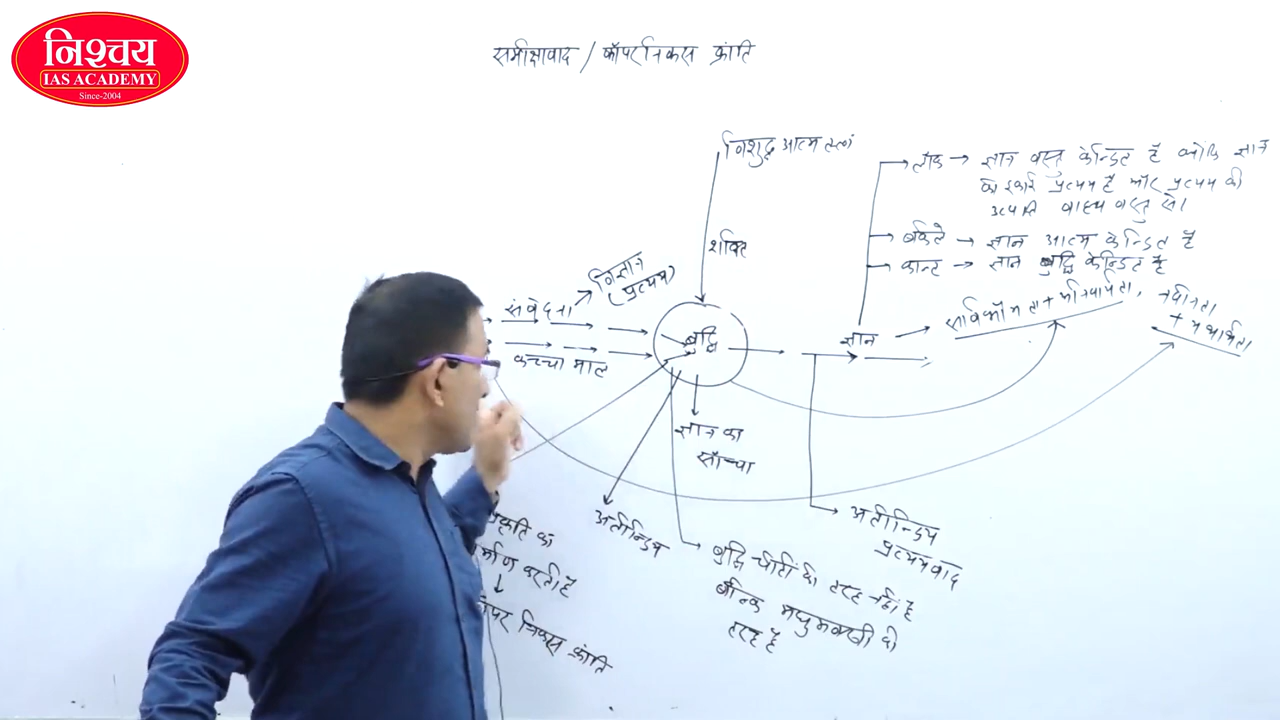 निश्चय
IAS ACADEMY
Since-2004
समीक्षावाद / कॉपरनिकस क्रांति
विशुद्ध आत्म तत्व
शक्ति
लॉक → ज्ञान वस्तु केन्द्रित है क्योंकि ज्ञान
की इकाई प्रत्यय है और प्रत्यय की
उत्पत्ति बाह्य वस्तु से।
बर्कले → ज्ञान आत्म केन्द्रित है
कान्ट → ज्ञान बुद्धि केन्द्रित है
संवेदना
विज्ञान
(प्रत्यय)
कच्चा माल
बुद्धि
ज्ञान → सार्वभौमता + अनिवार्यता, नवीनता
+ यथार्थता
ज्ञान का
साँच्चा
अतीन्द्रिय
अतीन्द्रिय
प्रत्ययवाद
बुद्धि चींटी की तरह नहीं है
बल्कि मधुमक्खी की
तरह है
प्रकृति का
करती है
निकस क्रांति